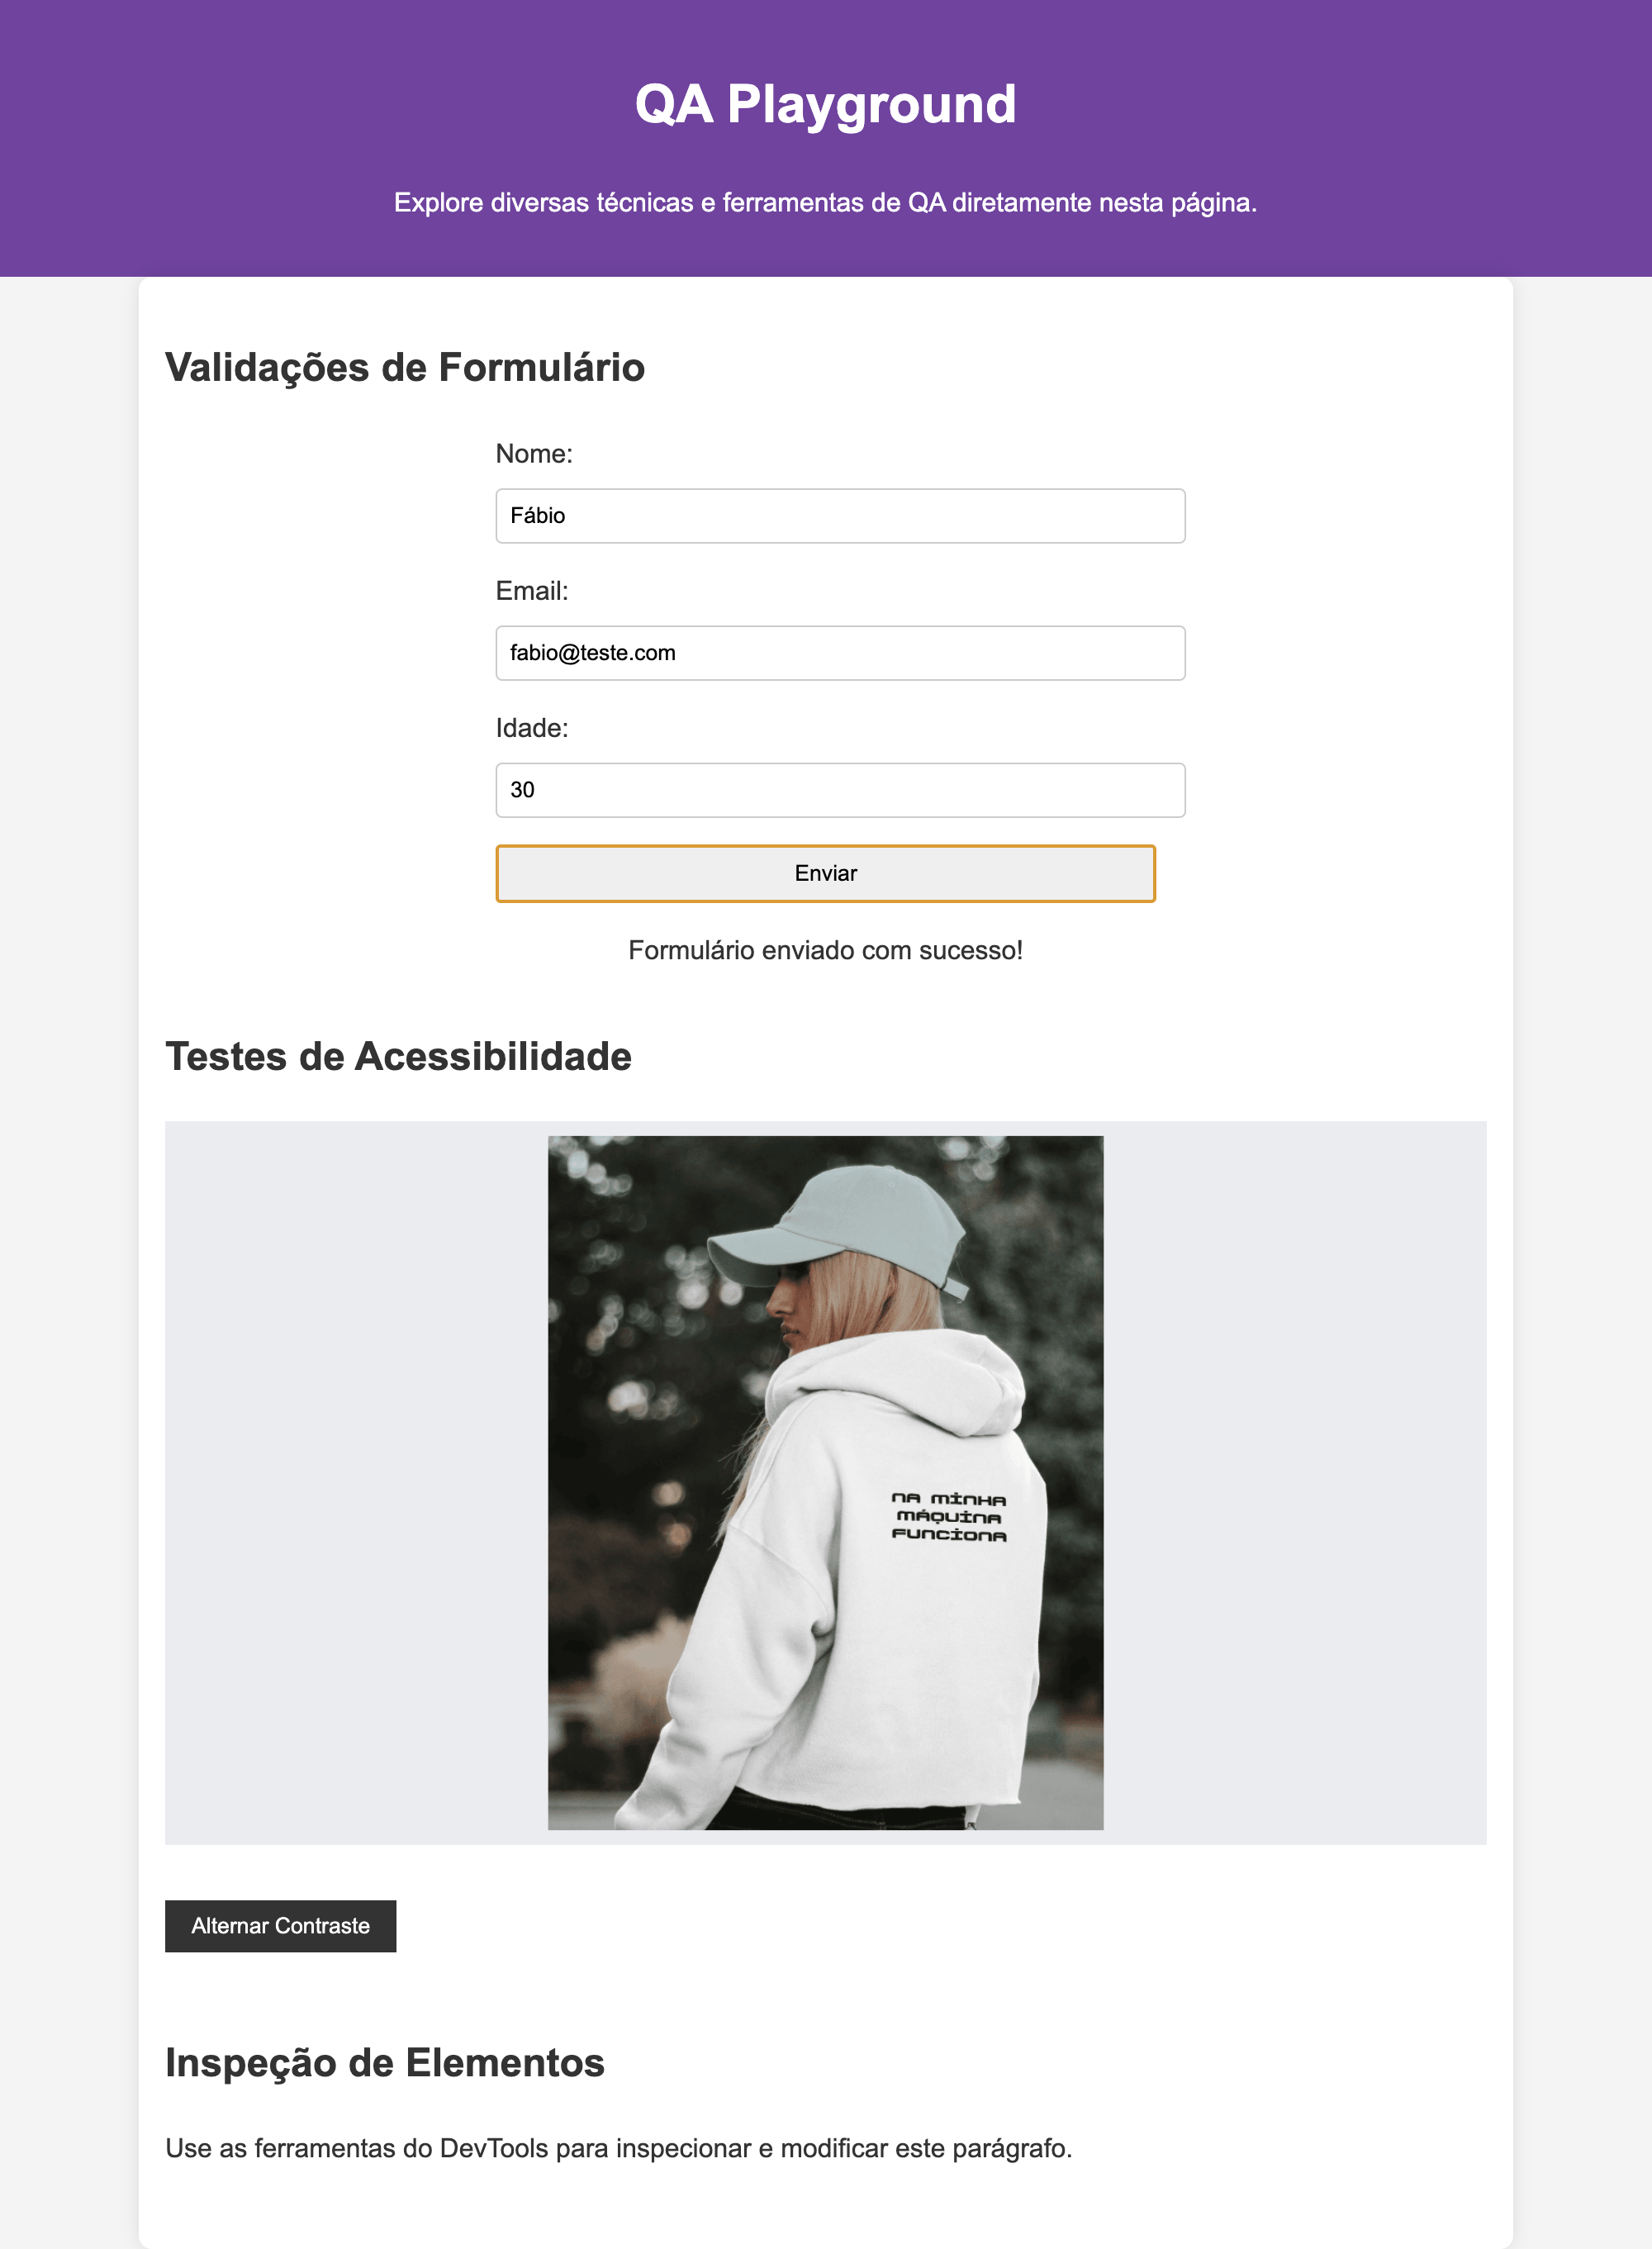 QA Playground
Explore diversas técnicas e ferramentas de QA diretamente nesta página.
Validações de Formulário
Nome:
Fábio
Email:
fabio@teste.com
Idade:
30
Enviar
Formulário enviado com sucesso!
Testes de Acessibilidade
NA MINHA
MÁQUINA
FUNCIONA
Alternar Contraste
Inspeção de Elementos
Use as ferramentas do DevTools para inspecionar e modificar este parágrafo.